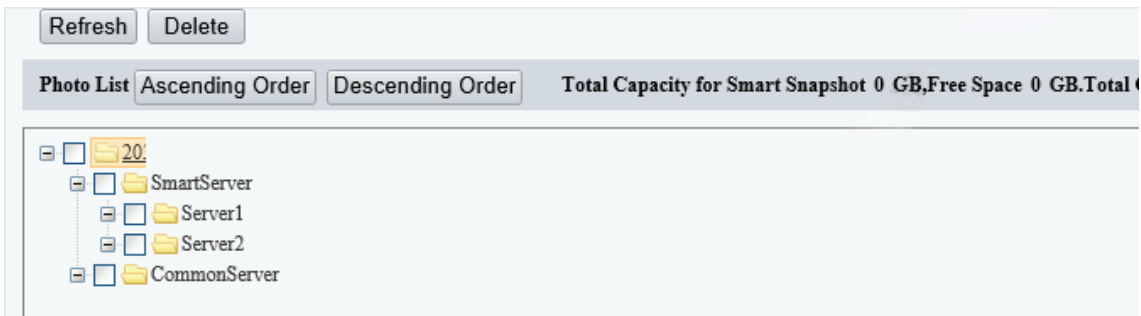 Refresh Delete
Photo List Ascending Order Descending Order Total Capacity for Smart Snapshot 0 GB,Free Space 0 GB.Total
SmartServer
Server1
Server2
CommonServer